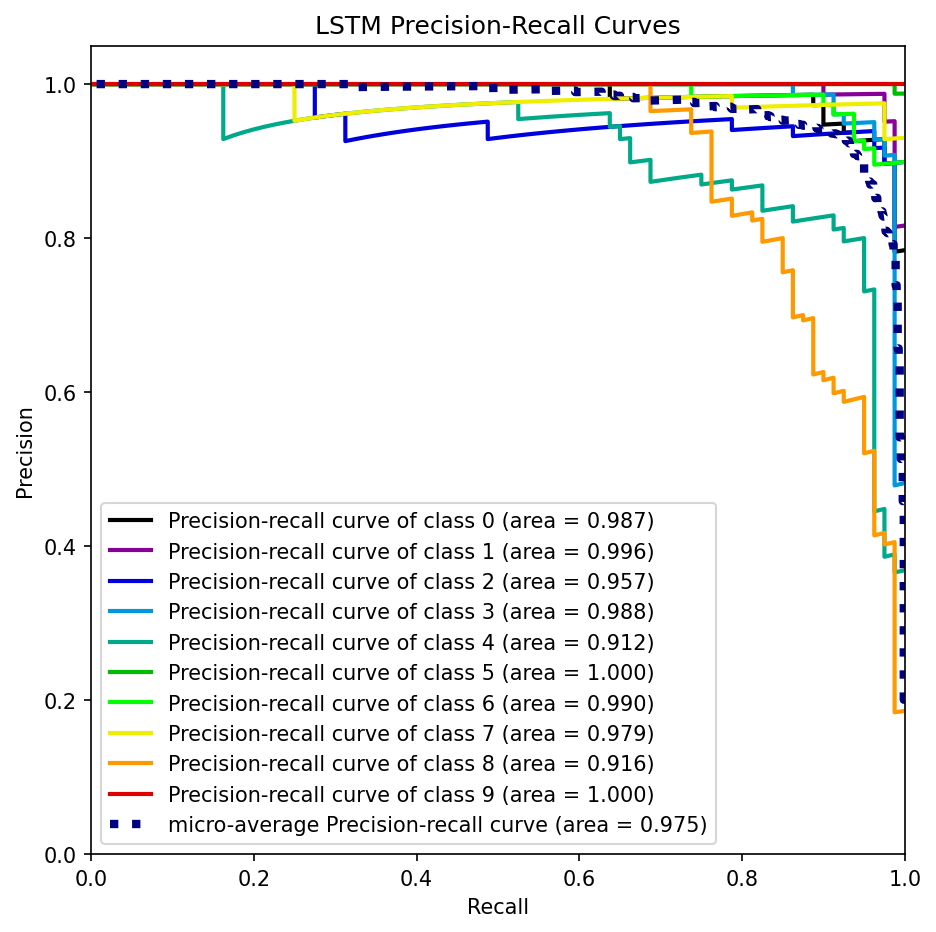 LSTM Precision-Recall Curves
1.0
0.8
0.6
0.4
0.2
0.0
Precision
Precision-recall curve of class 0 (area = 0.987)
Precision-recall curve of class 1 (area = 0.996)
Precision-recall curve of class 2 (area = 0.957)
Precision-recall curve of class 3 (area = 0.988)
Precision-recall curve of class 4 (area = 0.912)
Precision-recall curve of class 5 (area = 1.000)
Precision-recall curve of class 6 (area = 0.990)
Precision-recall curve of class 7 (area = 0.979)
Precision-recall curve of class 8 (area = 0.916)
Precision-recall curve of class 9 (area = 1.000)
micro-average Precision-recall curve (area = 0.975)
0.0 0.2 0.4 0.6 0.8 1.0
Recall